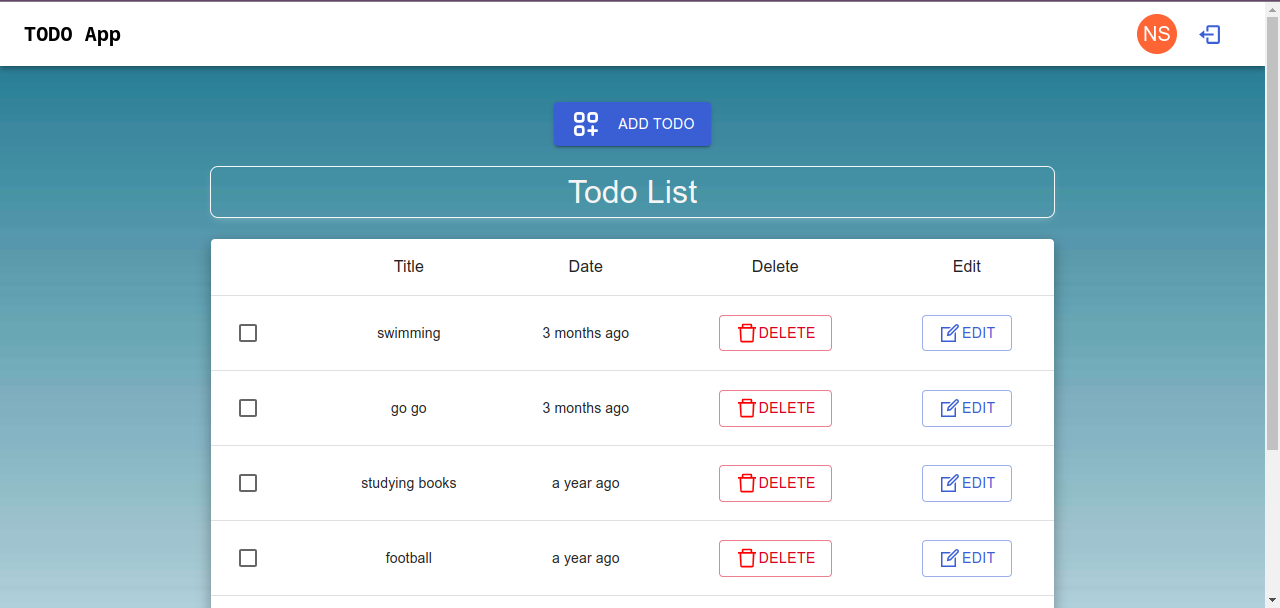 TODO App
NS
ADD TODO
Todo List
Title Date Delete Edit
swimming 3 months ago DELETE EDIT
go go 3 months ago DELETE EDIT
studying books a year ago DELETE EDIT
football a year ago DELETE EDIT